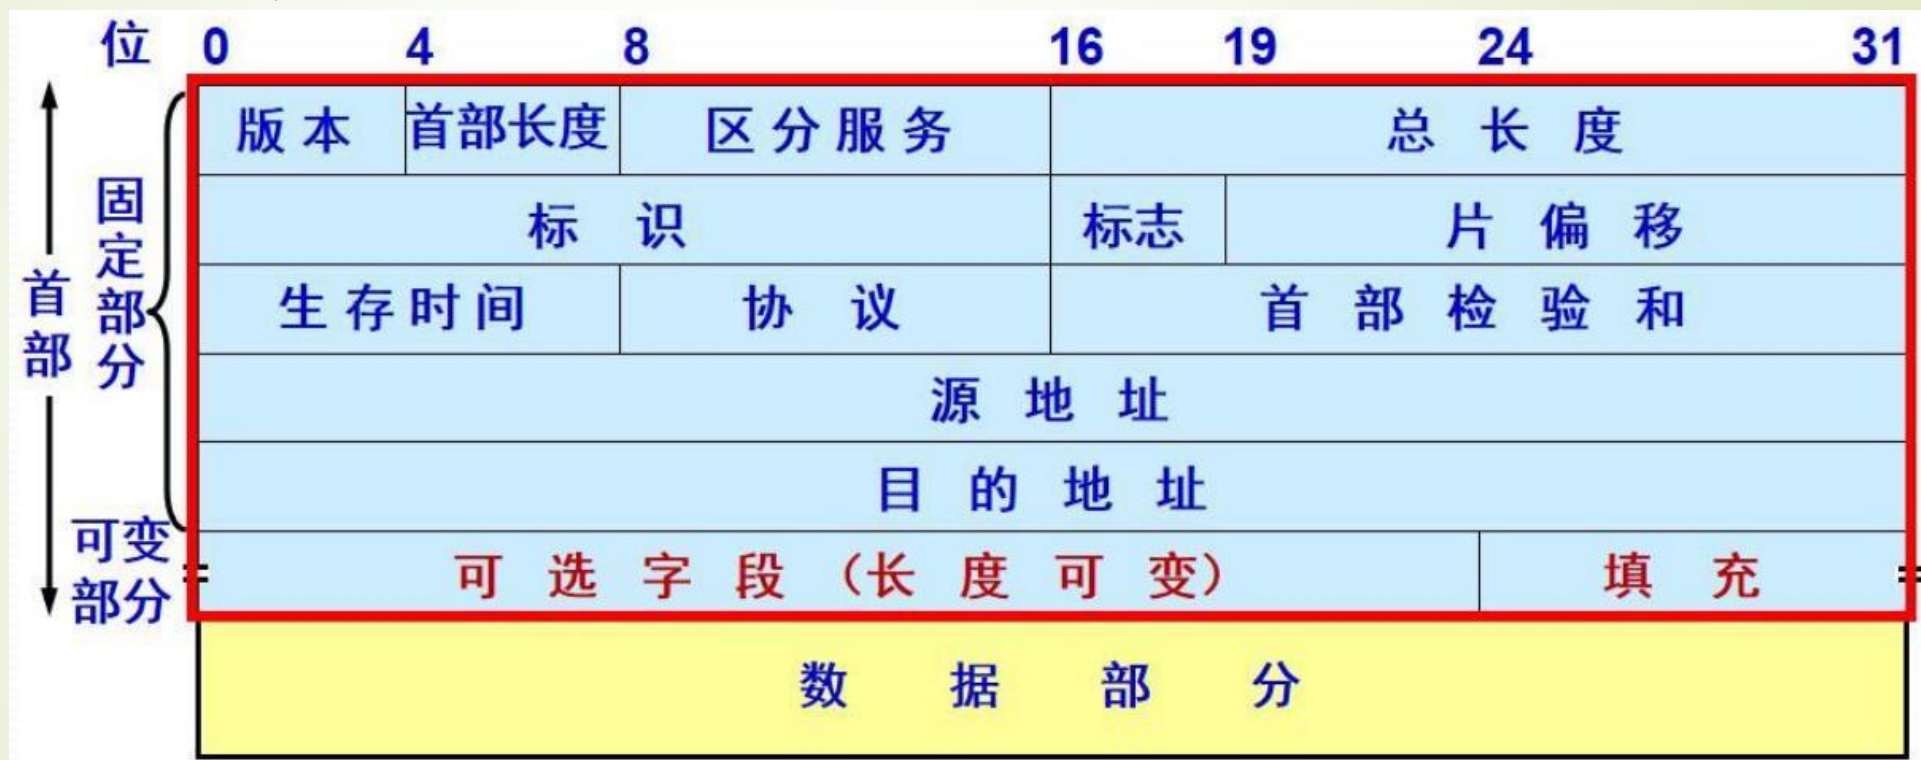 位 0 4 8 16 19 24 31
版本 首部长度 区分服务 总长度
标识 标志 片偏移
生存时间 协议 首部检验和
源地址
目的地址
可选字段（长度可变） 填充
数据部分
首部
固定部分
可变
部分